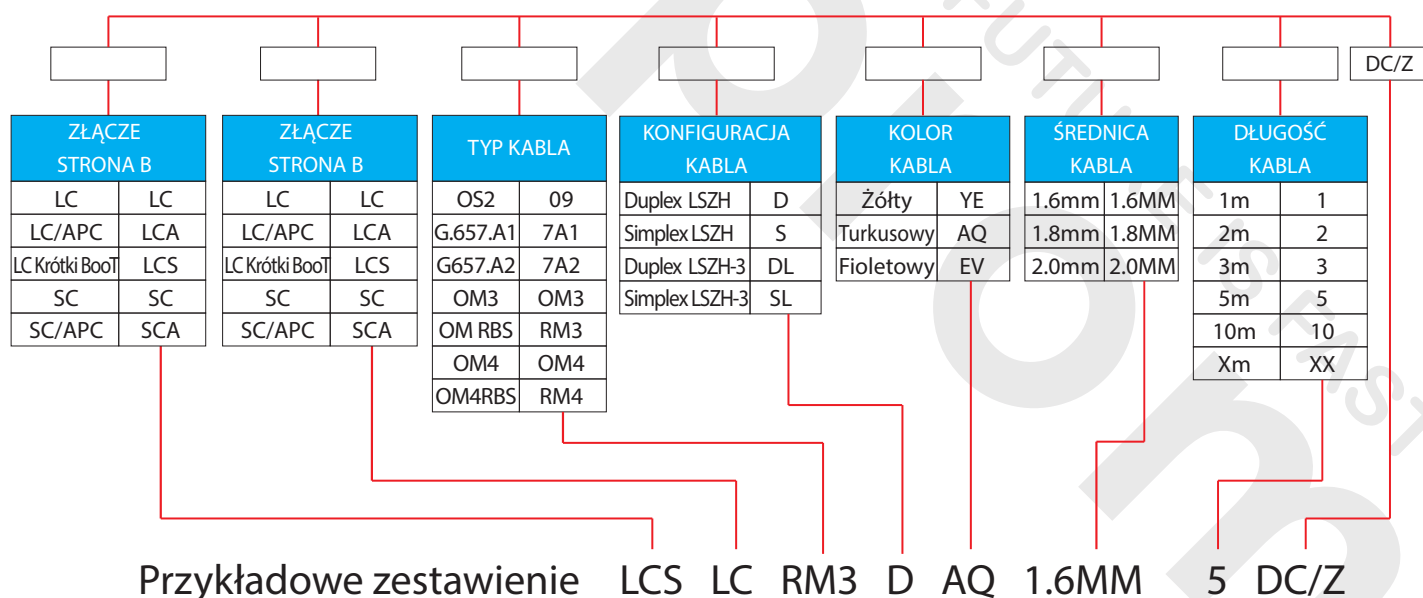 DC/Z
ZŁĄCZE
STRONA B
LC LC
LC/APC LCA
LC Krótki BooT LCS
SC SC
SC/APC SCA
ZŁĄCZE
STRONA B
LC LC
LC/APC LCA
LC Krótki BooT LCS
SC SC
SC/APC SCA
TYP KABLA
OS2 09
G.657.A1 7A1
G657.A2 7A2
OM3 OM3
OM RBS RM3
OM4 OM4
OM4RBS RM4
KONFIGURACJA
KABLA
Duplex LSZH D
Simplex LSZH S
Duplex LSZH-3 DL
Simplex LSZH-3 SL
KOLOR
KABLA
Żółty YE
Turkusowy AQ
Fioletowy EV
ŚREDNICA
KABLA
1.6mm 1.6MM
1.8mm 1.8MM
2.0mm 2.0MM
DŁUGOŚĆ
KABLA
1m 1
2m 2
3m 3
5m 5
10m 10
Xm XX
Przykładowe zestawienie LCS LC RM3 D AQ 1.6MM 5 DC/Z
IS FAST